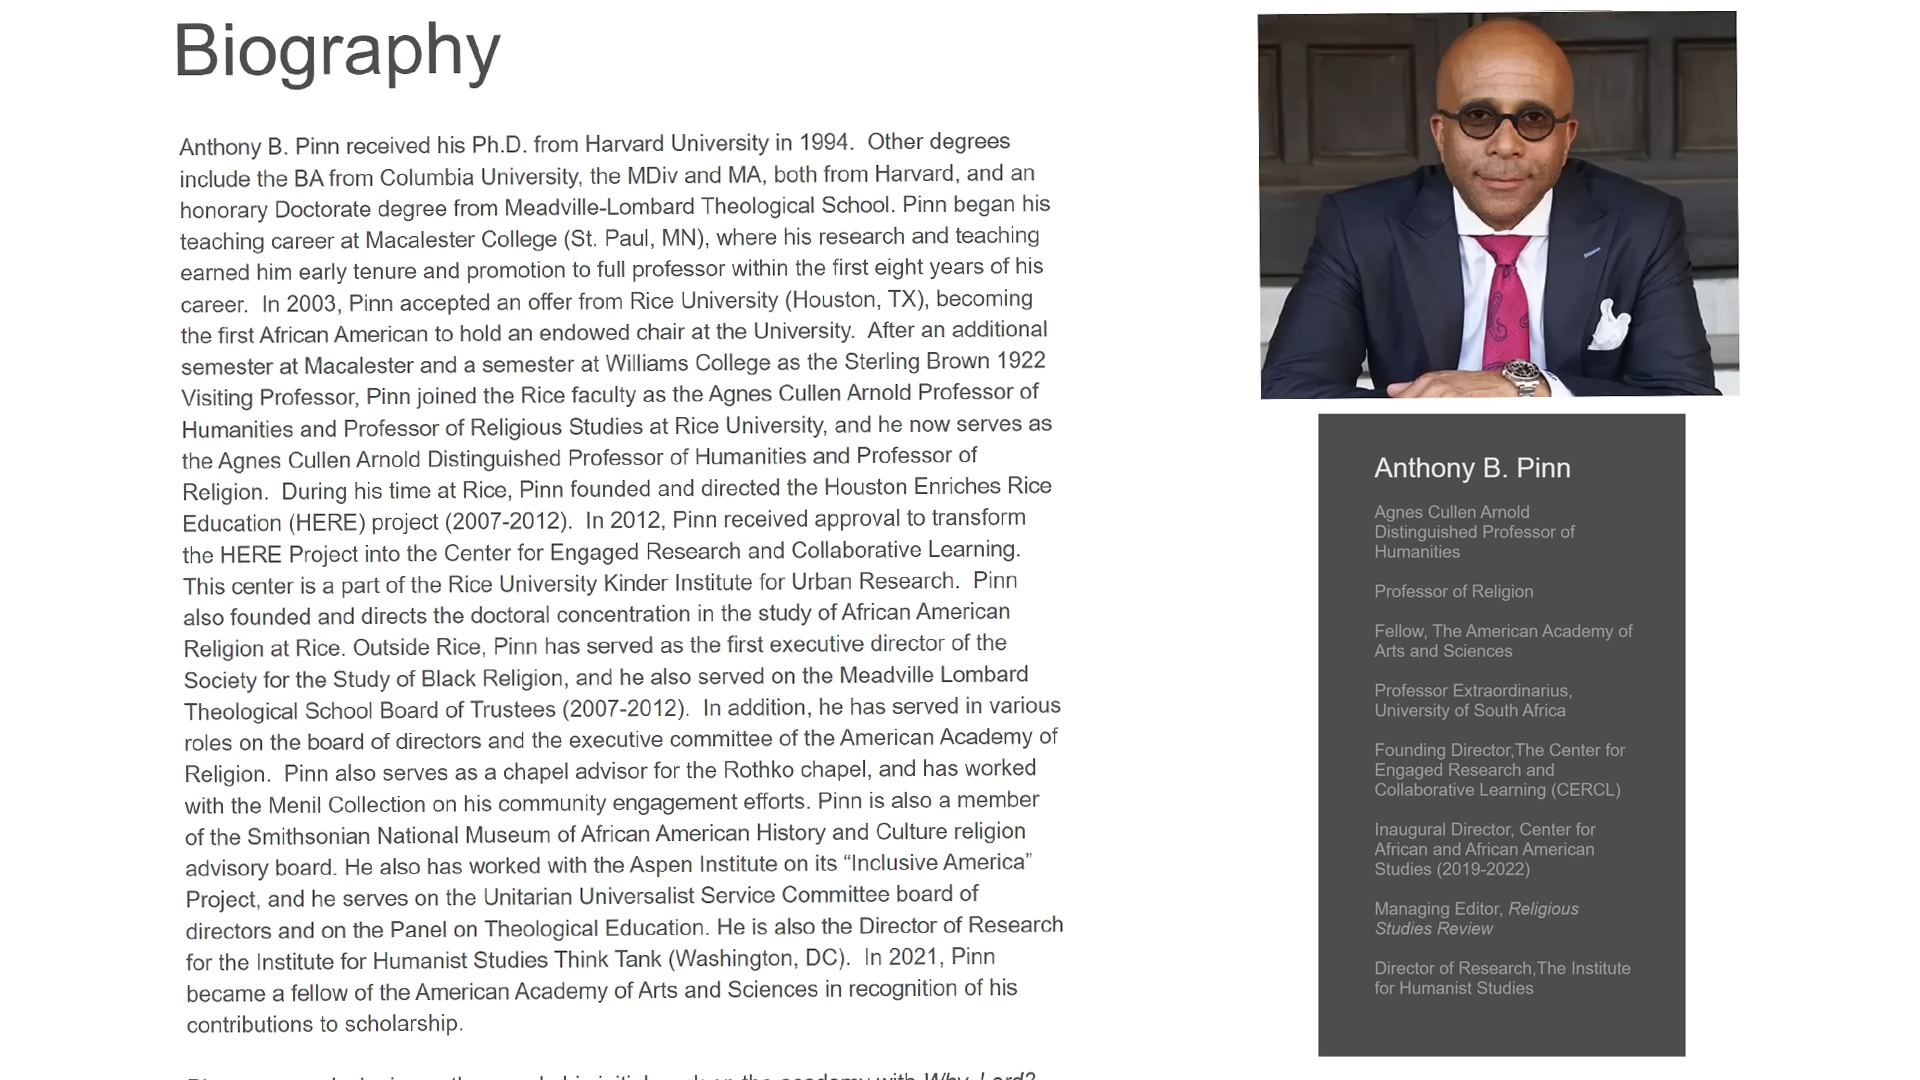 Biography
Anthony B. Pinn received his Ph.D. from Harvard University in 1994.  Other degrees
include the BA from Columbia University, the MDiv and MA, both from Harvard, and an
honorary Doctorate degree from Meadville-Lombard Theological School. Pinn began his
teaching career at Macalester College (St. Paul, MN), where his research and teaching
earned him early tenure and promotion to full professor within the first eight years of his
career.  In 2003, Pinn accepted an offer from Rice University (Houston, TX), becoming
the first African American to hold an endowed chair at the University.  After an additional
semester at Macalester and a semester at Williams College as the Sterling Brown 1922
Visiting Professor, Pinn joined the Rice faculty as the Agnes Cullen Arnold Professor of
Humanities and Professor of Religious Studies at Rice University, and he now serves as
the Agnes Cullen Arnold Distinguished Professor of Humanities and Professor of
Religion.  During his time at Rice, Pinn founded and directed the Houston Enriches Rice
Education (HERE) project (2007-2012).  In 2012, Pinn received approval to transform
the HERE Project into the Center for Engaged Research and Collaborative Learning.
This center is a part of the Rice University Kinder Institute for Urban Research.  Pinn
also founded and directs the doctoral concentration in the study of African American
Religion at Rice. Outside Rice, Pinn has served as the first executive director of the
Society for the Study of Black Religion, and he also served on the Meadville Lombard
Theological School Board of Trustees (2007-2012).  In addition, he has served in various
roles on the board of directors and the executive committee of the American Academy of
Religion.  Pinn also serves as a chapel advisor for the Rothko chapel, and has worked
with the Menil Collection on his community engagement efforts. Pinn is also a member
of the Smithsonian National Museum of African American History and Culture religion
advisory board. He also has worked with the Aspen Institute on its “Inclusive America”
Project, and he serves on the Unitarian Universalist Service Committee board of
directors and on the Panel on Theological Education. He is also the Director of Research
for the Institute for Humanist Studies Think Tank (Washington, DC).  In 2021, Pinn
became a fellow of the American Academy of Arts and Sciences in recognition of his
contributions to scholarship.
Why, Lord?
Anthony B. Pinn
Agnes Cullen Arnold
Distinguished Professor of
Humanities
Professor of Religion
Fellow, The American Academy of
Arts and Sciences
Professor Extraordinarius,
University of South Africa
Founding Director,The Center for
Engaged Research and
Collaborative Learning (CERCL)
Inaugural Director, Center for
African and African American
Studies (2019-2022)
Managing Editor, Religious
Studies Review
Director of Research,The Institute
for Humanist Studies